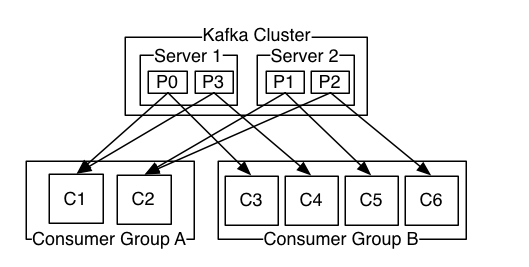 Kafka Cluster
Server 1 Server 2
P0 P3 P1 P2
C1 C2 C3 C4 C5 C6
Consumer Group A Consumer Group B